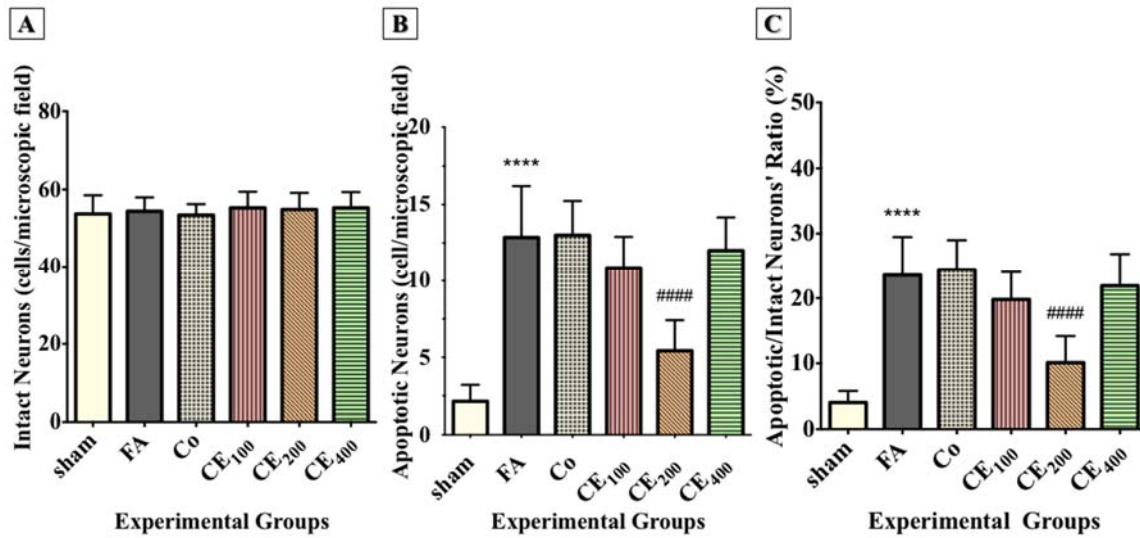 A
Intact Neurons (cells/microscopic field)
80
60
40
20
0
sham
FA
Co
CE100
CE200
CE400
Experimental Groups
B
Apoptotic Neurons (cell/microscopic field)
20
15
10
5
0
****
####
sham
FA
Co
CE100
CE200
CE400
Experimental Groups
C
Apoptotic/Intact Neurons' Ratio (%)
50
40
30
20
10
0
****
####
sham
FA
Co
CE100
CE200
CE400
Experimental Groups